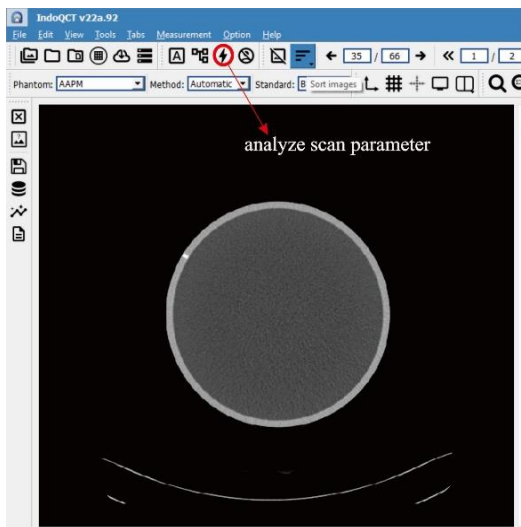 IndoQCT v22a.92
File Edit View Tools Tabs Measurement Option Help
A 35 / 66 « 1 / 2
Phantom: AAPM Method: Automatic Standard: B Sort images
analyze scan parameter